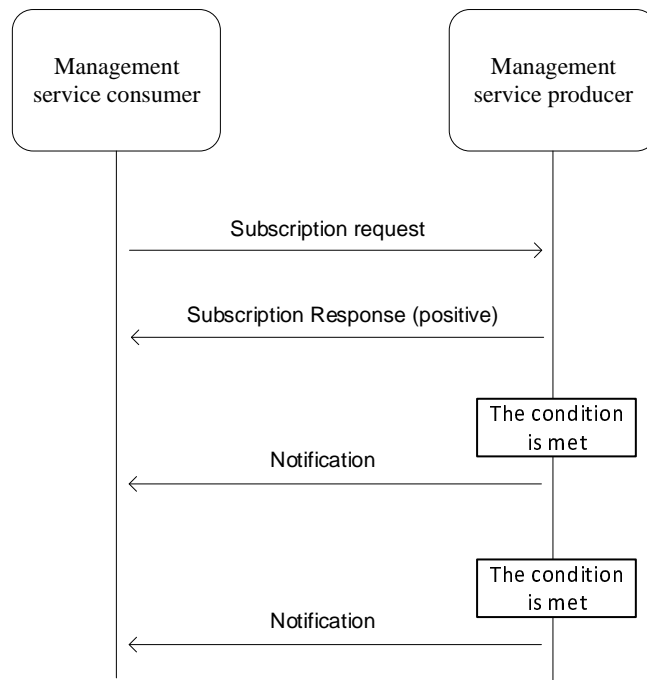 Management
service consumer
Management
service producer
Subscription request
Subscription Response (positive)
The condition
is met
Notification
The condition
is met
Notification